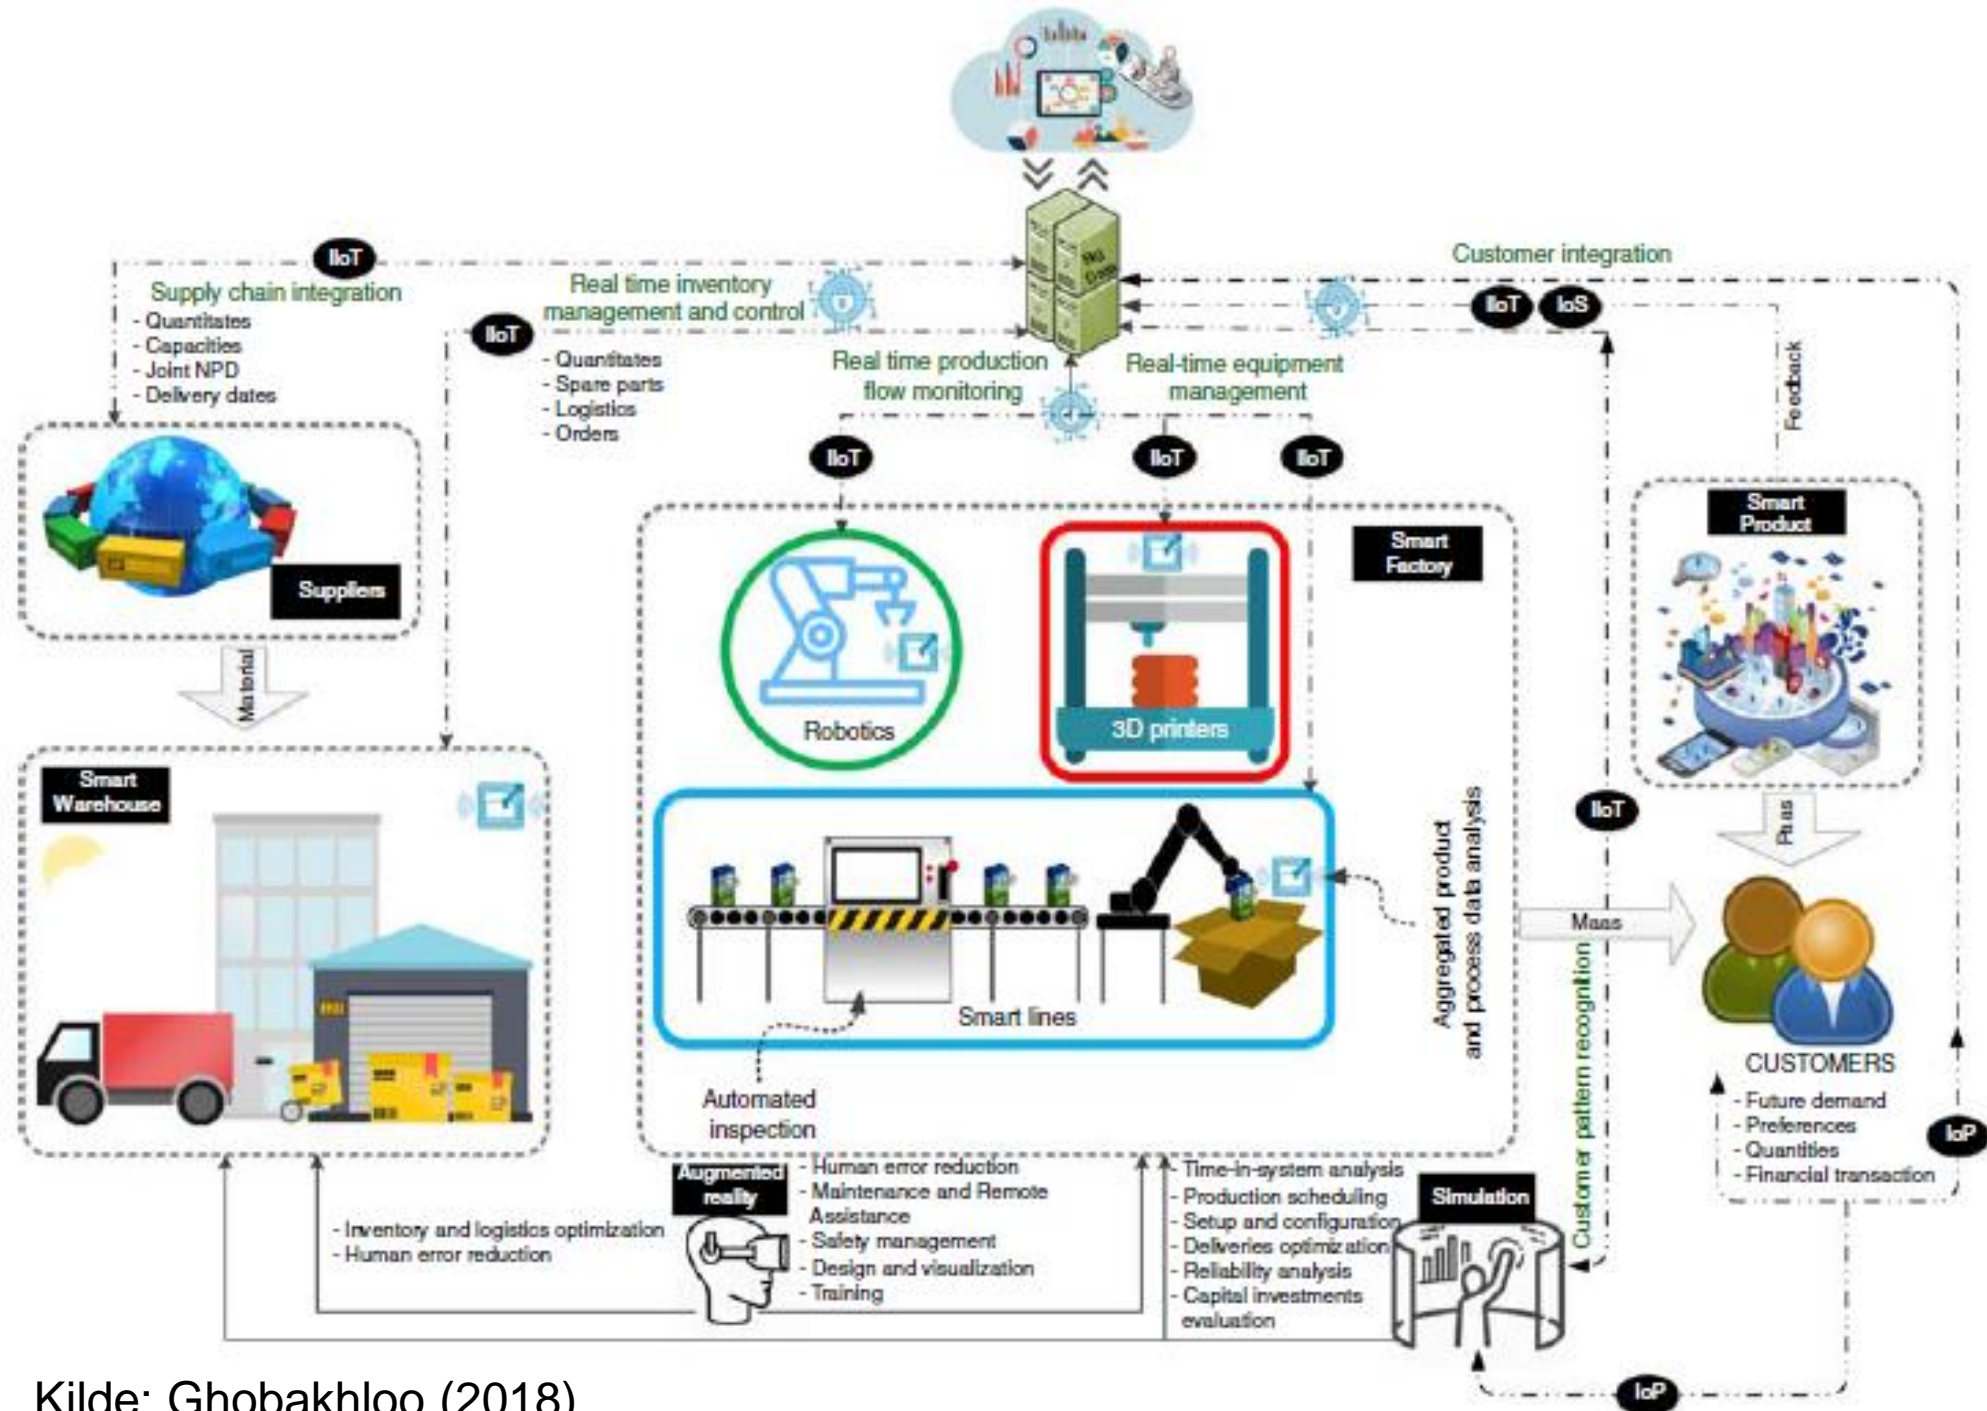 IIoT
Customer integration
Supply chain integration
- Quantitates
- Capacities
- Joint NPD
- Delivery dates
Real time inventory
management and control
IIoT
- Quantitates
- Spare parts
- Logistics
- Orders
IIoT
IoS
Real time production
flow monitoring
Real-time equipment
management
Feedback
IIoT
IIoT
IIoT
Suppliers
Material
Smart
Factory
Smart
Product
Robotics
3D printers
Smart
Warehouse
Aggregated product
and process data analysis
IIoT
Paas
Maas
Smart lines
Automated
inspection
Customer pattern recognition
CUSTOMERS
- Future demand
- Preferences
- Quantities
- Financial transaction
IoP
Augmented
reality
- Human error reduction
- Maintenance and Remote
Assistance
- Safety management
- Design and visualization
- Training
- Inventory and logistics optimization
- Human error reduction
- Time-in-system analysis
- Production scheduling
- Setup and configuration
- Deliveries optimization
- Reliability analysis
- Capital investments
evaluation
Simulation
IoP
Kilde: Ghobakhloo (2018)